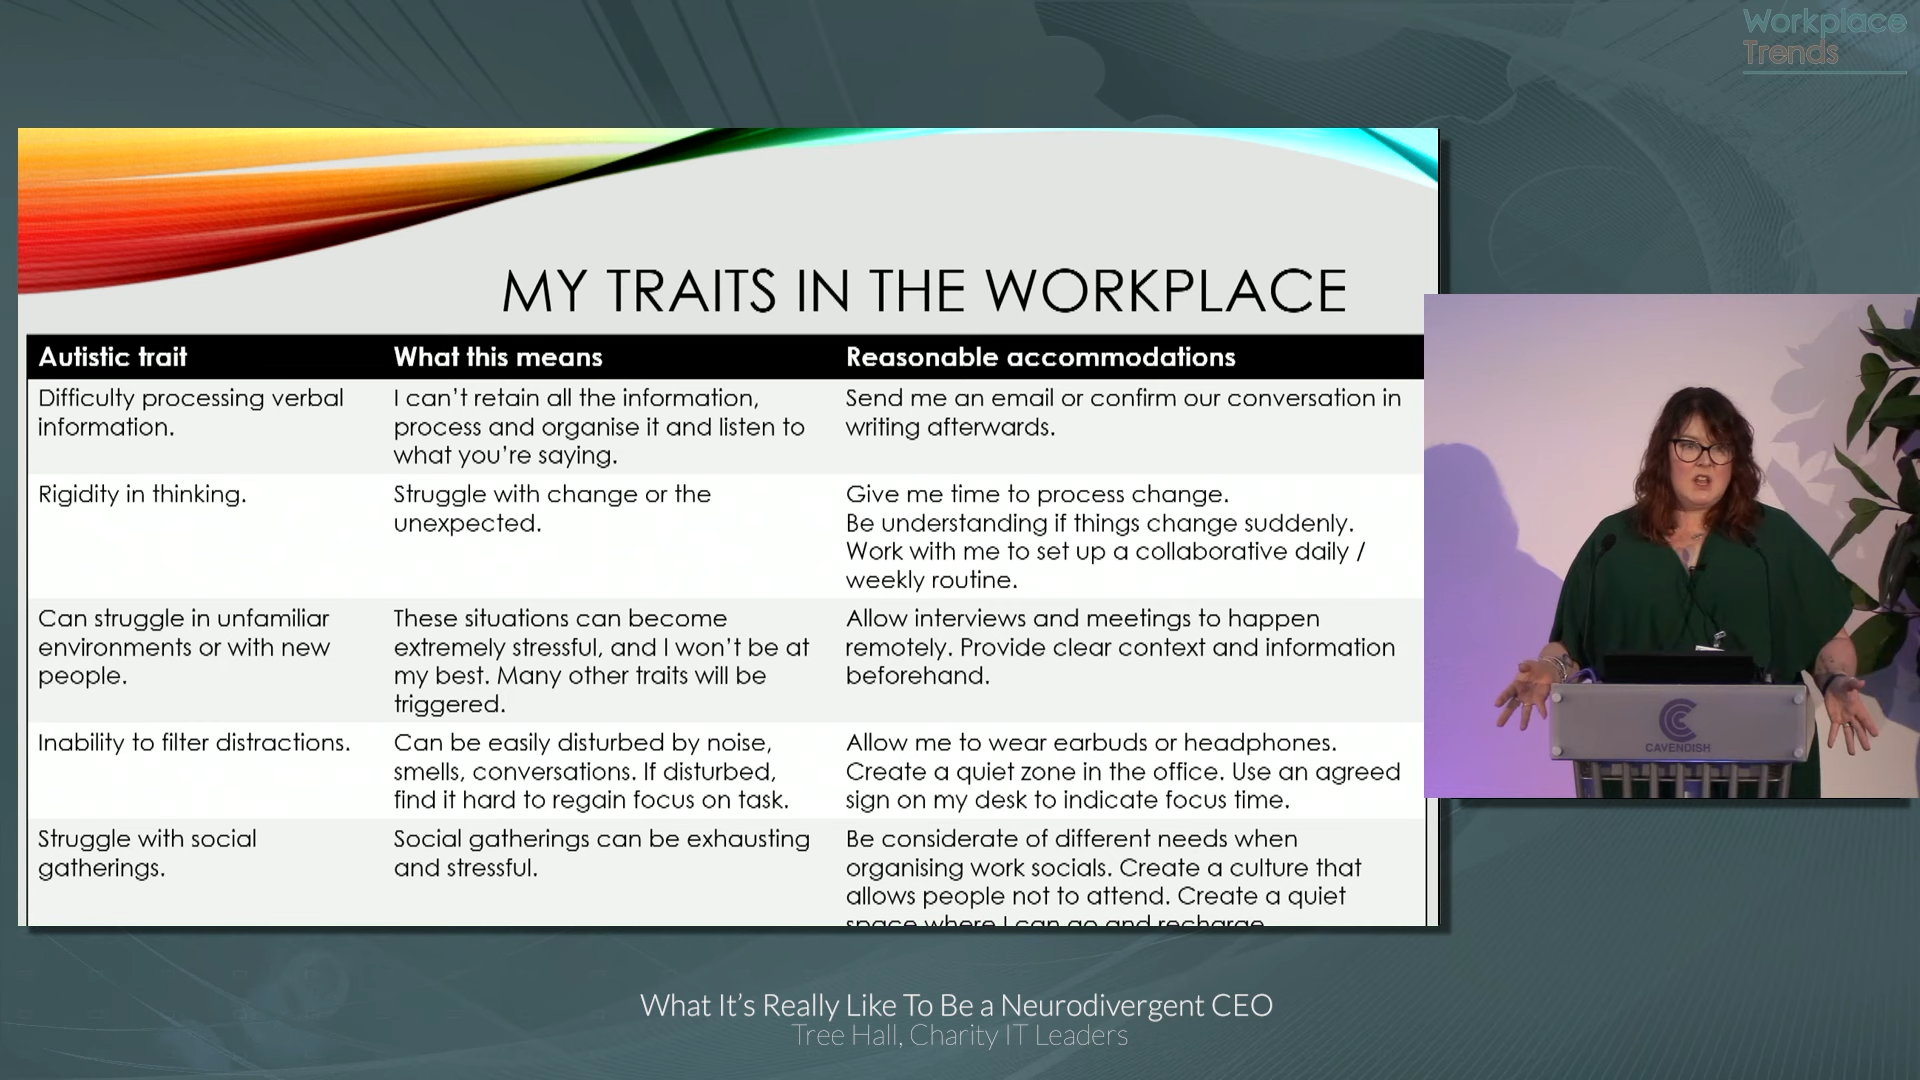 Workplace
Trends
MY TRAITS IN THE WORKPLACE
Autistic trait
What this means
Reasonable accommodations
Difficulty processing verbal
information.
I can't retain all the information,
process and organise it and listen to
what you're saying.
Send me an email or confirm our conversation in
writing afterwards.
Rigidity in thinking.
Struggle with change or the
unexpected.
Give me time to process change.
Be understanding if things change suddenly.
Work with me to set up a collaborative daily /
weekly routine.
Can struggle in unfamiliar
environments or with new
people.
These situations can become
extremely stressful, and I won't be at
my best. Many other traits will be
triggered.
Allow interviews and meetings to happen
remotely. Provide clear context and information
beforehand.
Inability to filter distractions.
Can be easily disturbed by noise,
smells, conversations. If disturbed,
find it hard to regain focus on task.
Allow me to wear earbuds or headphones.
Create a quiet zone in the office. Use an agreed
sign on my desk to indicate focus time.
Struggle with social
gatherings.
Social gatherings can be exhausting
and stressful.
Be considerate of different needs when
organising work socials. Create a culture that
allows people not to attend. Create a quiet
space where I can go and recharge
CAVENDISH
What It's Really Like To Be a Neurodivergent CEO
Tree Hall, Charity IT Leaders